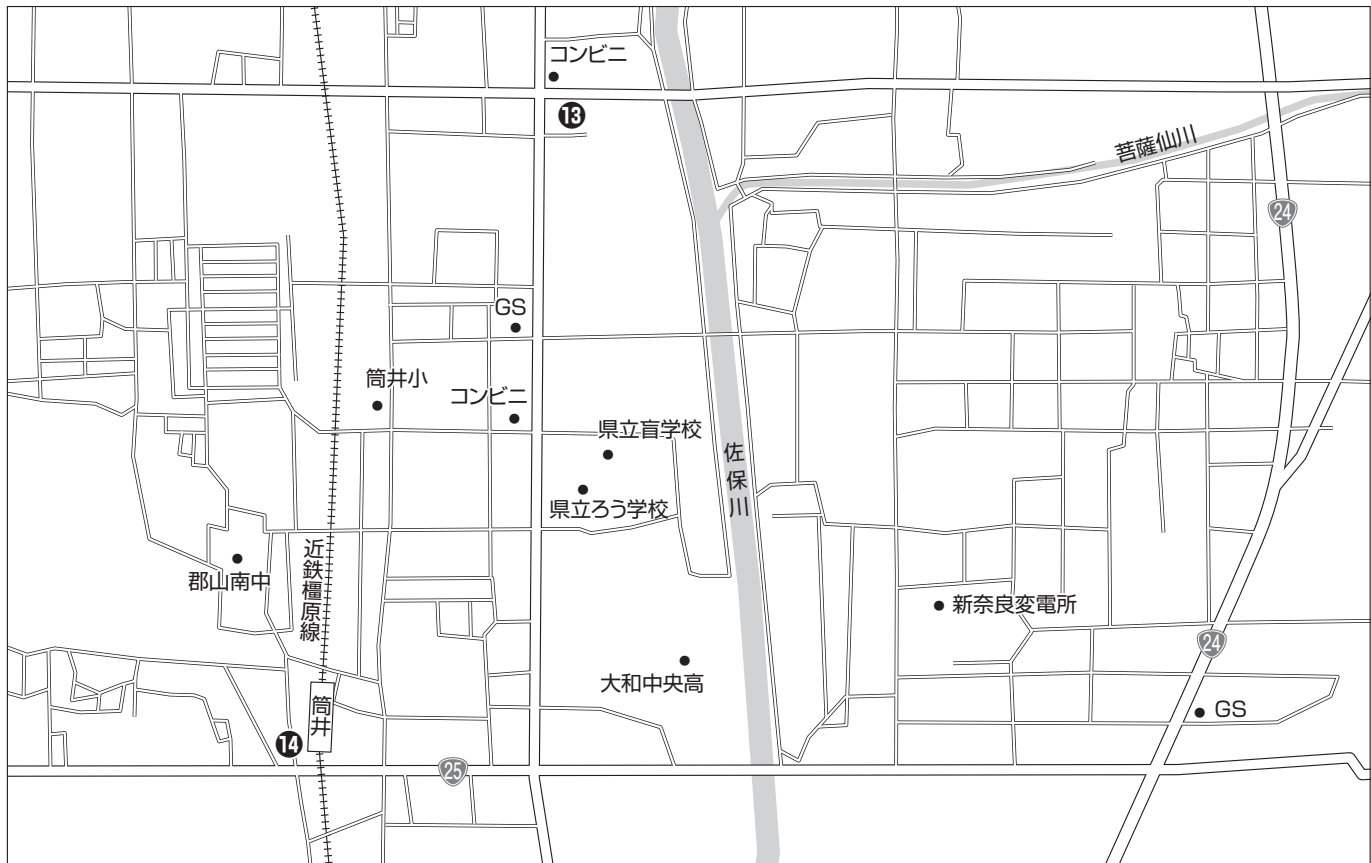 コンビニ
13
菩薩仙川
24
GS
筒井小
コンビニ
県立盲学校
佐保川
県立ろう学校
近鉄橿原線
郡山南中
新奈良変電所
24
大和中央高
筒井
GS
14
25